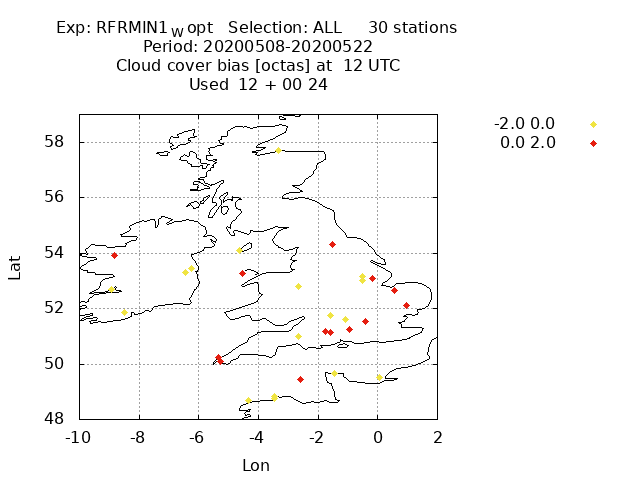 Exp: RFRMIN1 W opt Selection: ALL 30 stations
Period: 20200508-20200522
Cloud cover bias [octas] at 12 UTC
Used 12 + 00 24
-2.0 0.0
0.0 2.0
58
56
54
52
50
48
Lat
-10 -8 -6 -4 -2 0 2
Lon